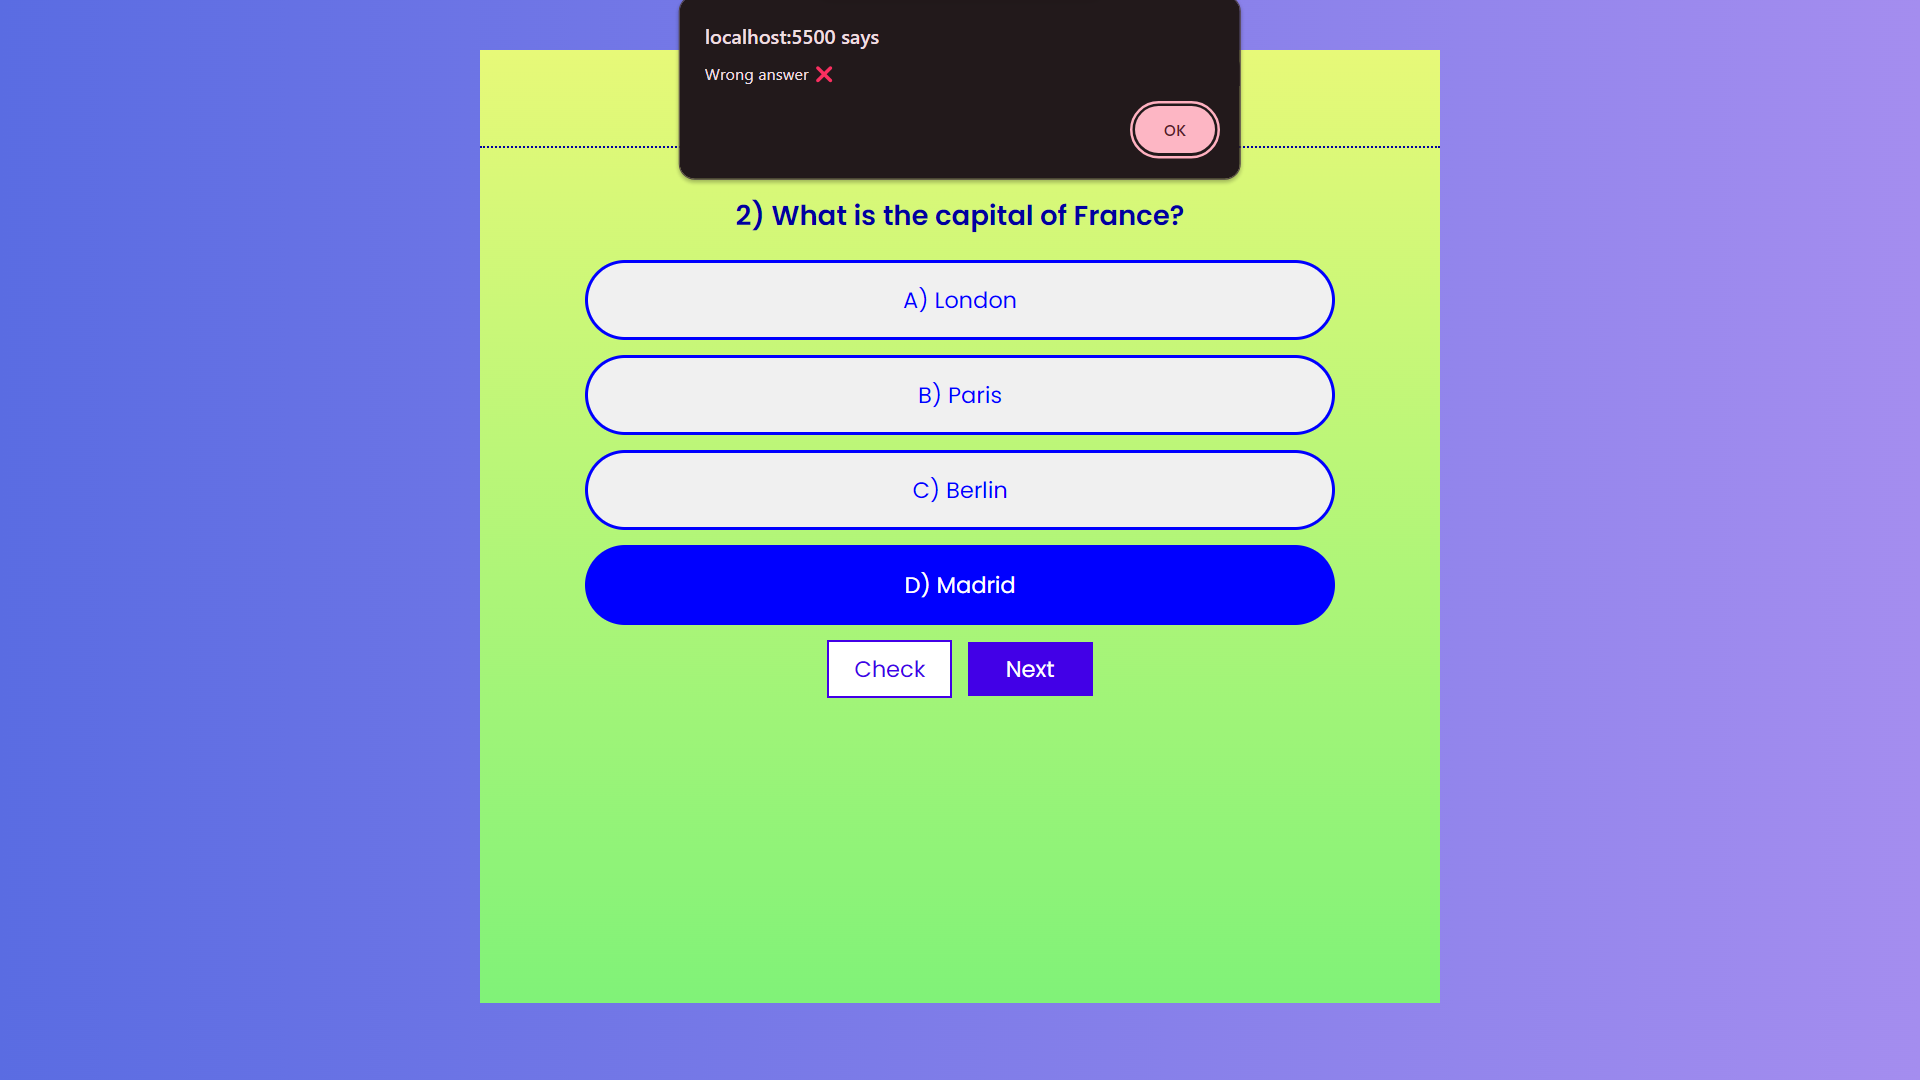 localhost:5500 says
Wrong answer ❌
OK
2) What is the capital of France?
A) London
B) Paris
C) Berlin
D) Madrid
Check
Next